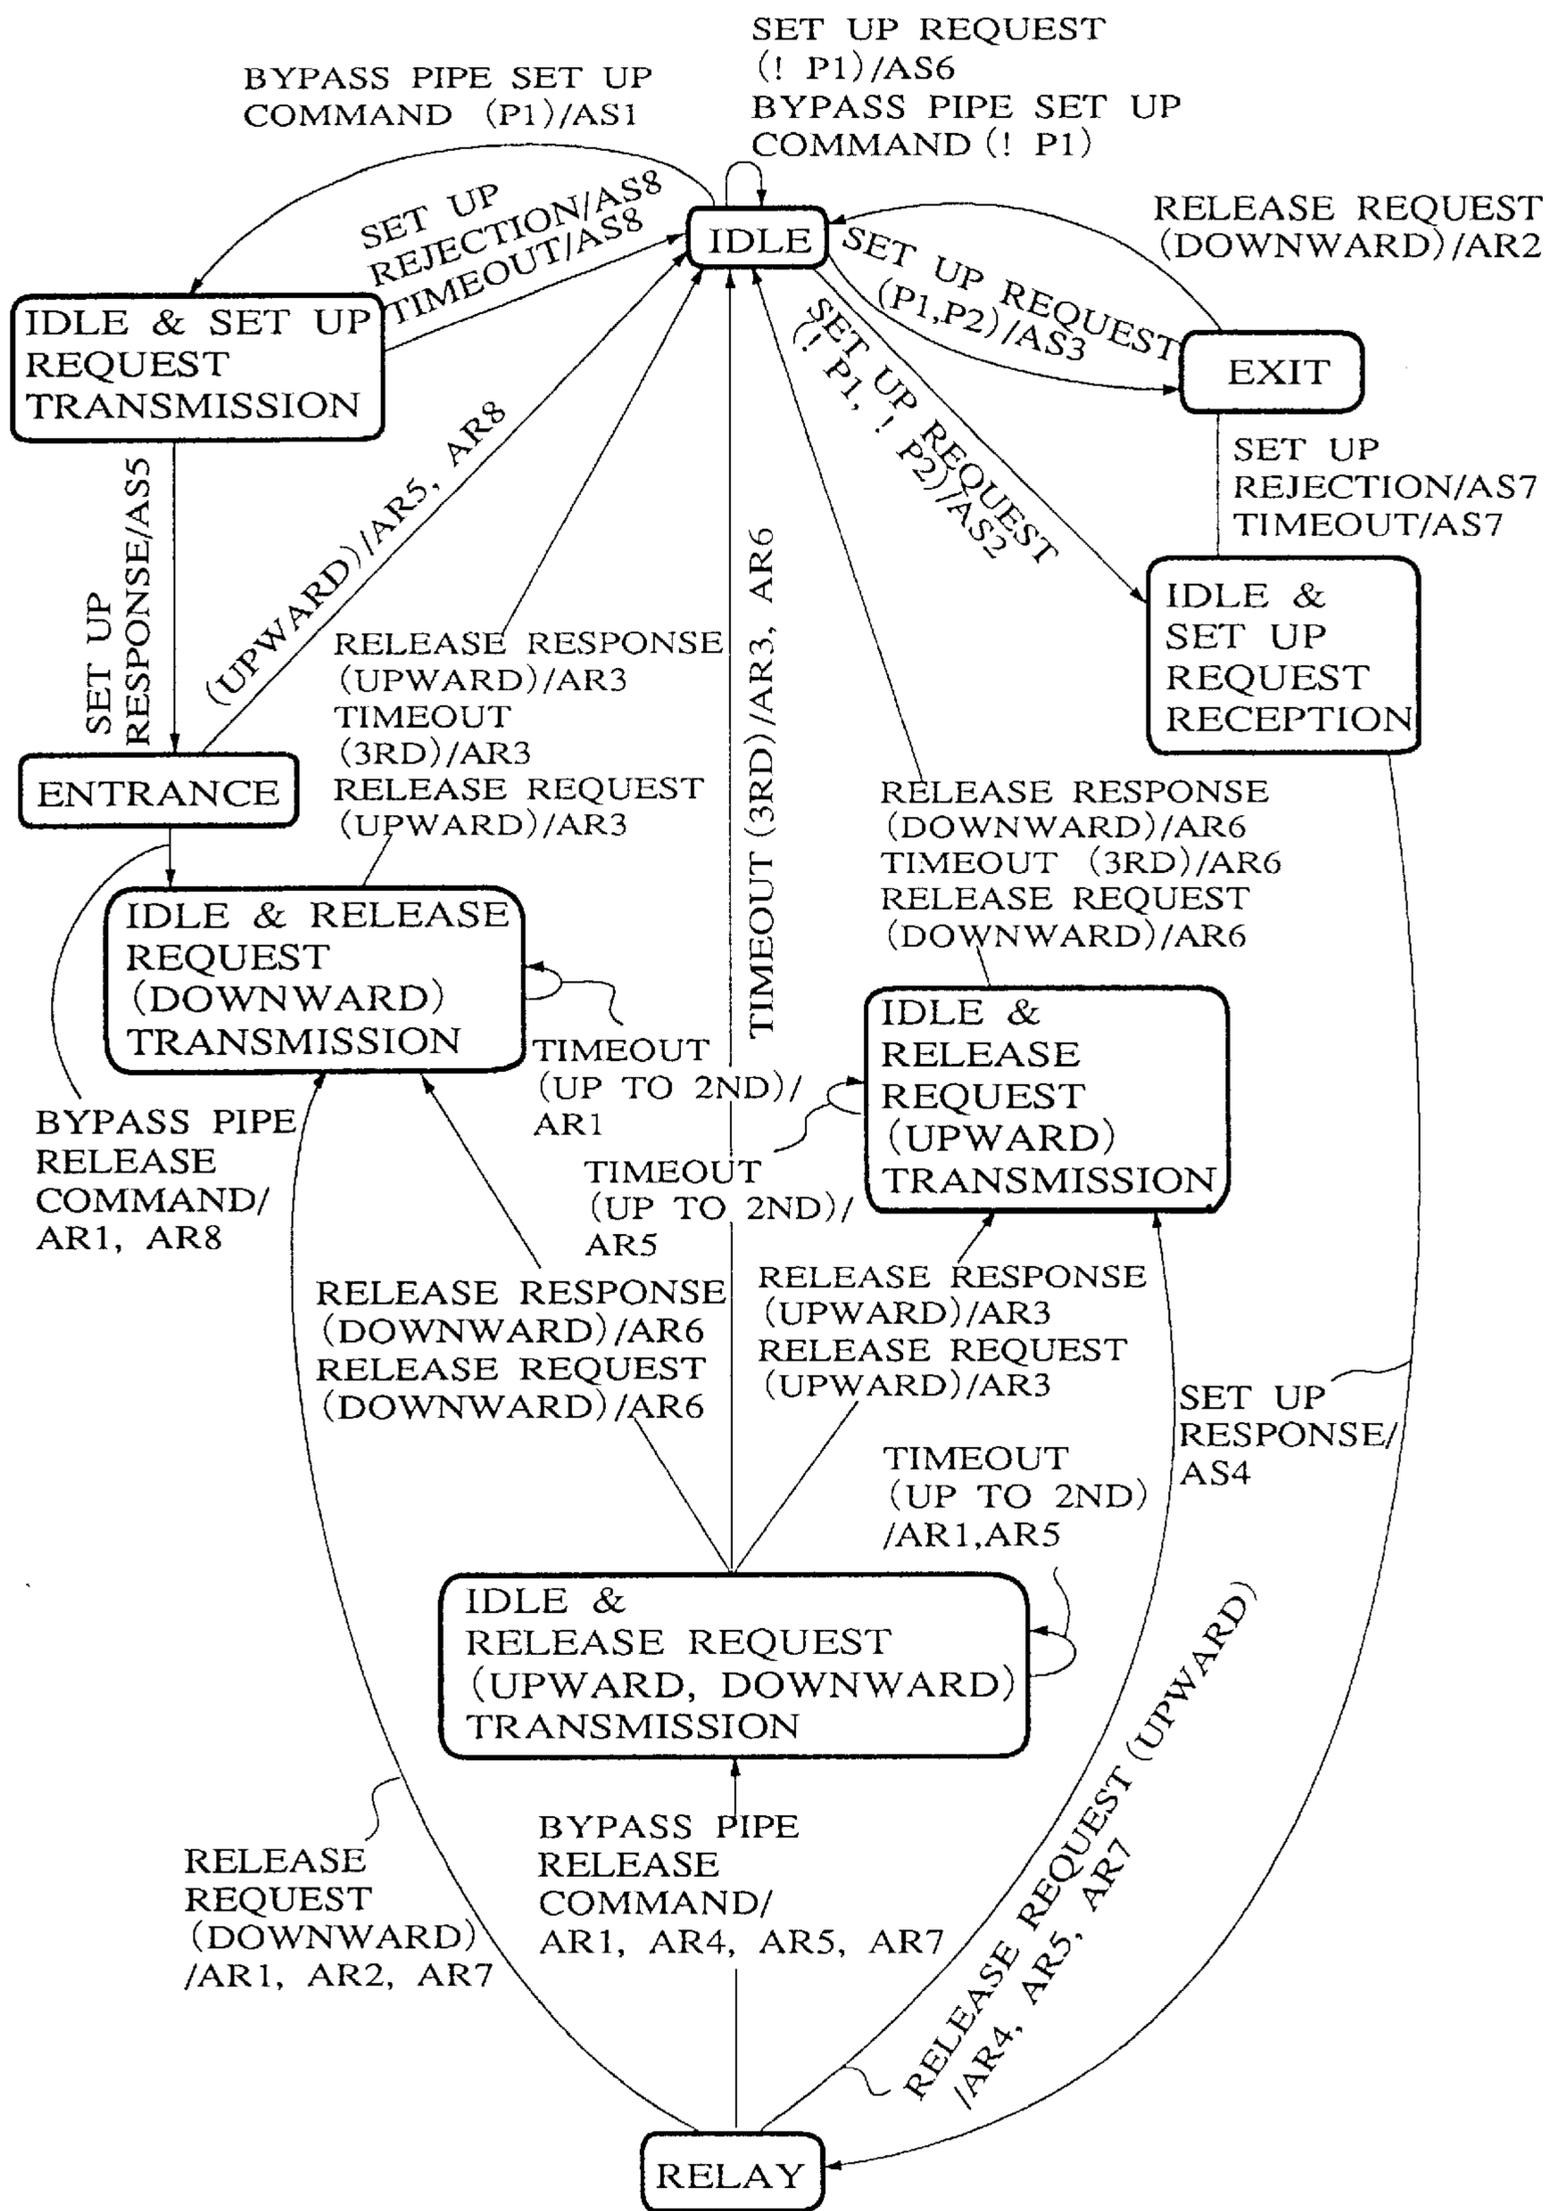 SET UP REQUEST
(! P1)/AS6
BYPASS PIPE SET UP
COMMAND (! P1)
BYPASS PIPE SET UP
COMMAND (P1)/AS1
SET UP
REJECTION/AS8
TIMEOUT/AS8
IDLE
RELEASE REQUEST
(DOWNWARD)/AR2
SET UP REQUEST
(P1,P2)/AS3
SET UP REQUEST
(! P1, ! P2)/AS2
IDLE & SET UP
REQUEST
TRANSMISSION
EXIT
SET UP
REJECTION/AS7
TIMEOUT/AS7
SET UP
RESPONSE/AS5
(UPWARD)/AR5, AR8
IDLE &
SET UP
REQUEST
RECEPTION
RELEASE RESPONSE
(UPWARD)/AR3
TIMEOUT
(3RD)/AR3
RELEASE REQUEST
(UPWARD)/AR3
TIMEOUT (3RD)/AR3, AR6
ENTRANCE
RELEASE RESPONSE
(DOWNWARD)/AR6
TIMEOUT (3RD)/AR6
RELEASE REQUEST
(DOWNWARD)/AR6
IDLE & RELEASE
REQUEST
(DOWNWARD)
TRANSMISSION
TIMEOUT
(UP TO 2ND)/
AR1
IDLE &
RELEASE
REQUEST
(UPWARD)
TRANSMISSION
BYPASS PIPE
RELEASE
COMMAND/
AR1, AR8
TIMEOUT
(UP TO 2ND)/
AR5
RELEASE RESPONSE
(DOWNWARD)/AR6
RELEASE REQUEST
(DOWNWARD)/AR6
RELEASE RESPONSE
(UPWARD)/AR3
RELEASE REQUEST
(UPWARD)/AR3
SET UP
RESPONSE/
AS4
TIMEOUT
(UP TO 2ND)
/AR1,AR5
IDLE &
RELEASE REQUEST
(UPWARD, DOWNWARD)
TRANSMISSION
RELEASE REQUEST (UPWARD)
/AR4, AR5, AR7
BYPASS PIPE
RELEASE
COMMAND/
AR1, AR4, AR5, AR7
RELEASE
REQUEST
(DOWNWARD)
/AR1, AR2, AR7
RELAY